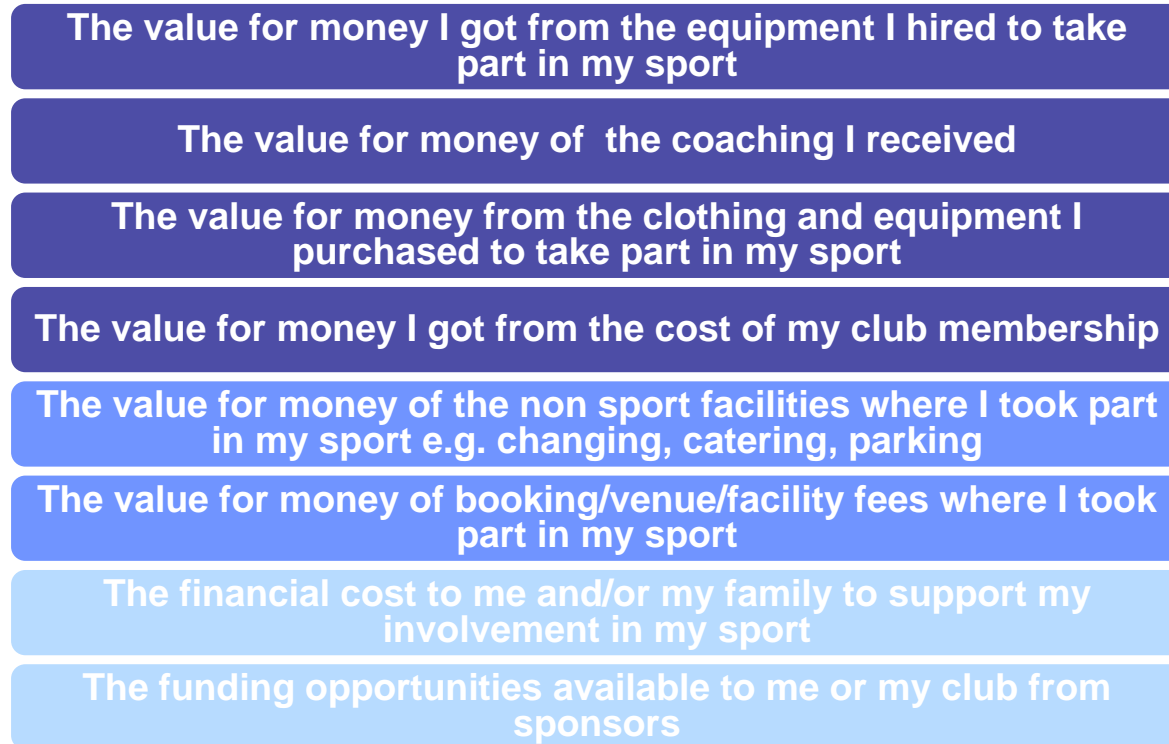 The value for money I got from the equipment I hired to take
part in my sport
The value for money of  the coaching I received
The value for money from the clothing and equipment I
purchased to take part in my sport
The value for money I got from the cost of my club membership
The value for money of the non sport facilities where I took part
in my sport e.g. changing, catering, parking
The value for money of booking/venue/facility fees where I took
part in my sport
The financial cost to me and/or my family to support my
involvement in my sport
The funding opportunities available to me or my club from
sponsors